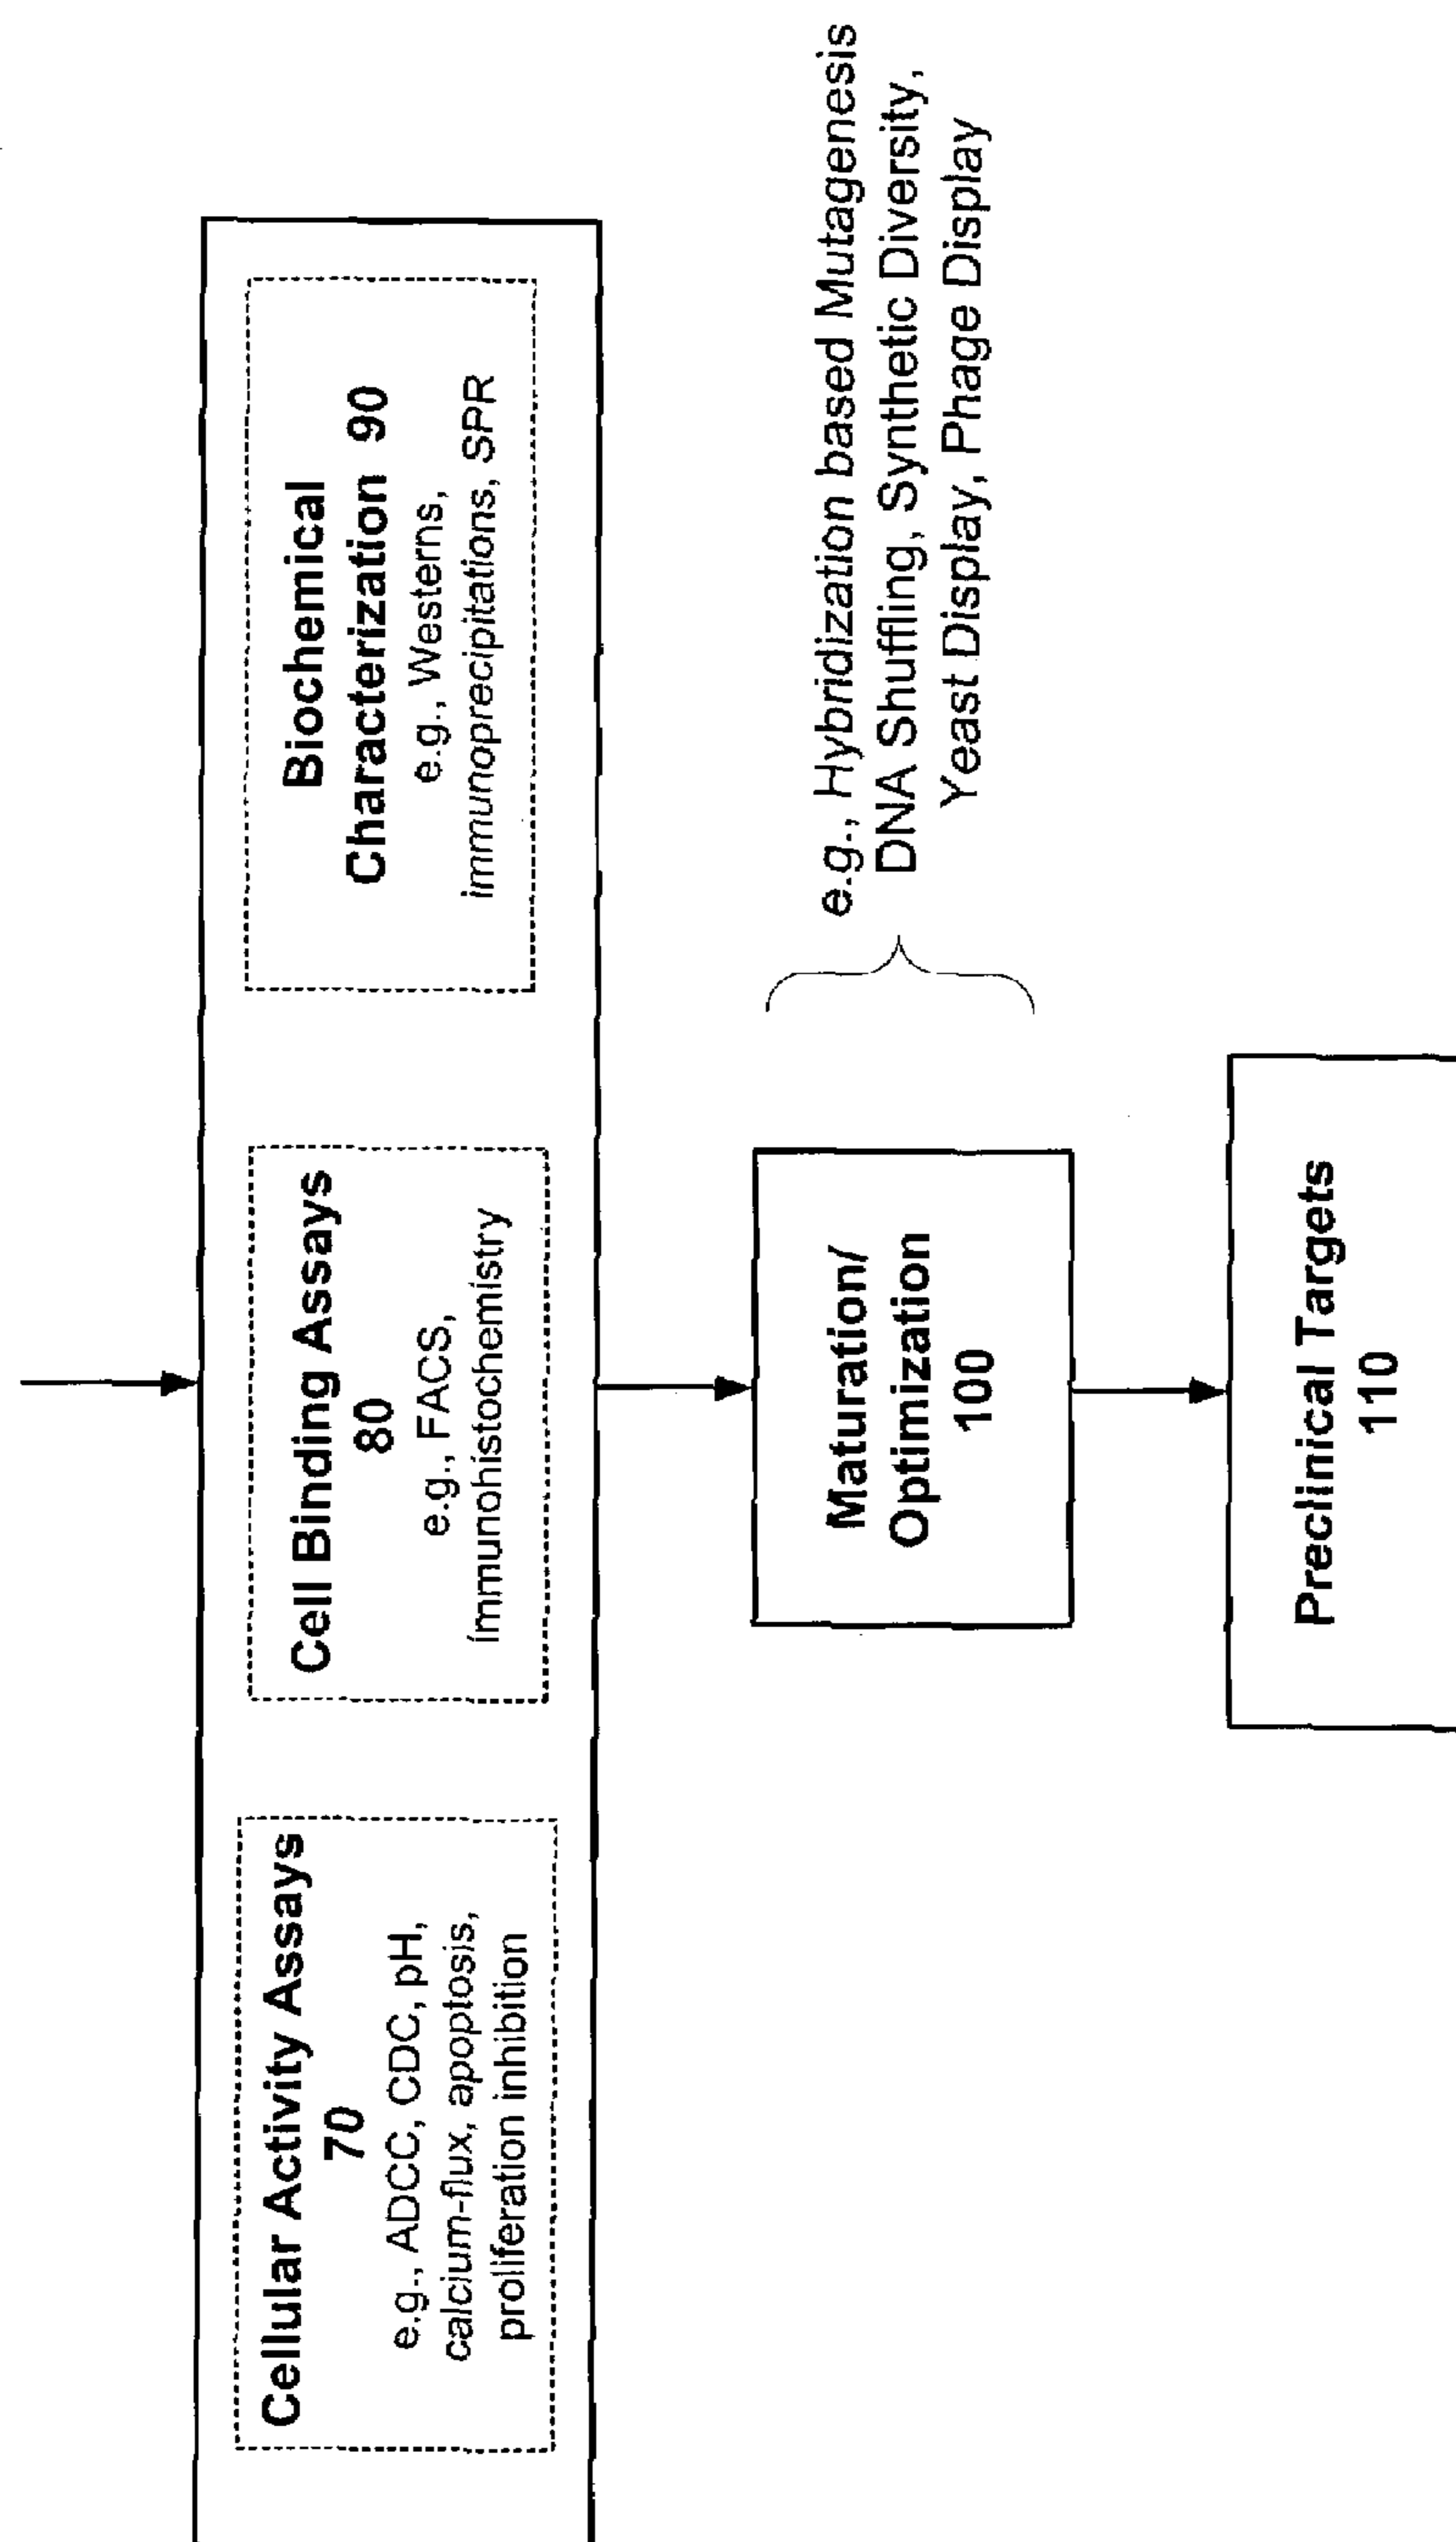 Cellular Activity Assays
70
e.g., ADCC, CDC, pH,
calcium-flux, apoptosis,
proliferation inhibition
Cell Binding Assays
80
e.g., FACS,
immunohistochemistry
Biochemical
Characterization 90
e.g., Westerns,
immunoprecipitations, SPR
Maturation/
Optimization
100
e.g., Hybridization based Mutagenesis
DNA Shuffling, Synthetic Diversity,
Yeast Display, Phage Display
Preclinical Targets
110